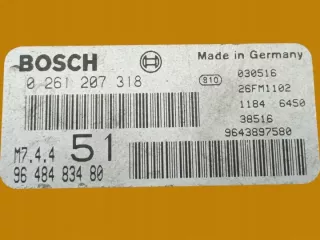 BOSCH
Made in Germany
0 261 207 318
S10
030516
26FM1102
1184 6450
38516
9643897580
M7.4.4 51
96 484 834 80